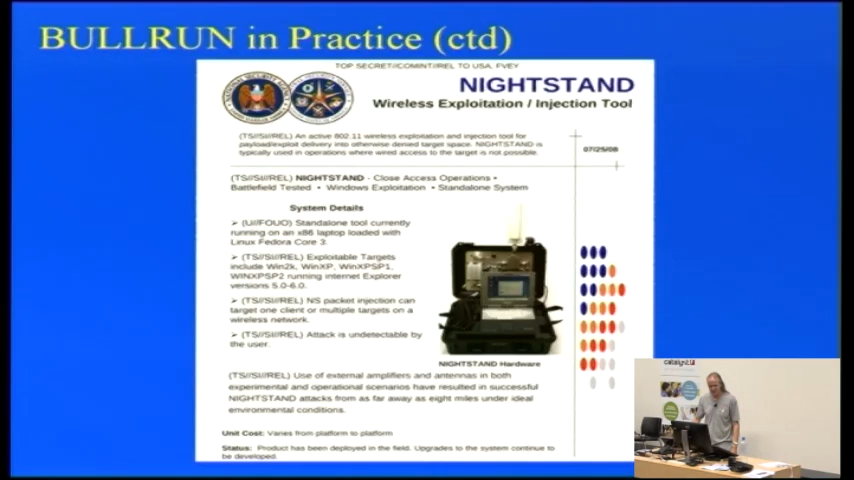 BULLRUN in Practice (ctd)
TOP SECRET//COMINT//REL TO USA, FVEY
NIGHTSTAND
Wireless Exploitation / Injection Tool
(TS//SI//REL) An active 802.11 wireless exploitation and injection tool for
payload/exploit delivery into otherwise denied target space. NIGHTSTAND is
typically used in operations where wired access to the target is not possible.
07/25/08
(TS//SI//REL) NIGHTSTAND - Close Access Operations •
Battlefield Tested • Windows Exploitation • Standalone System
System Details
➢ (U//FOUO) Standalone tool currently
running on an x86 laptop loaded with
Linux Fedora Core 3.
➢ (TS//SI//REL) Exploitable Targets
include Win2k, WinXP, WinXPSP1,
WINXPSP2 running internet Explorer
versions 5.0-6.0.
➢ (TS//SI//REL) NS packet injection can
target one client or multiple targets on a
wireless network.
➢ (TS//SI//REL) Attack is undetectable by
the user.
NIGHTSTAND Hardware
(TS//SI//REL) Use of external amplifiers and antennas in both
experimental and operational scenarios have resulted in successful
NIGHTSTAND attacks from as far away as eight miles under ideal
environmental conditions.
Unit Cost: Varies from platform to platform
Status: Product has been deployed in the field. Upgrades to the system continue to
be developed.
catalyst